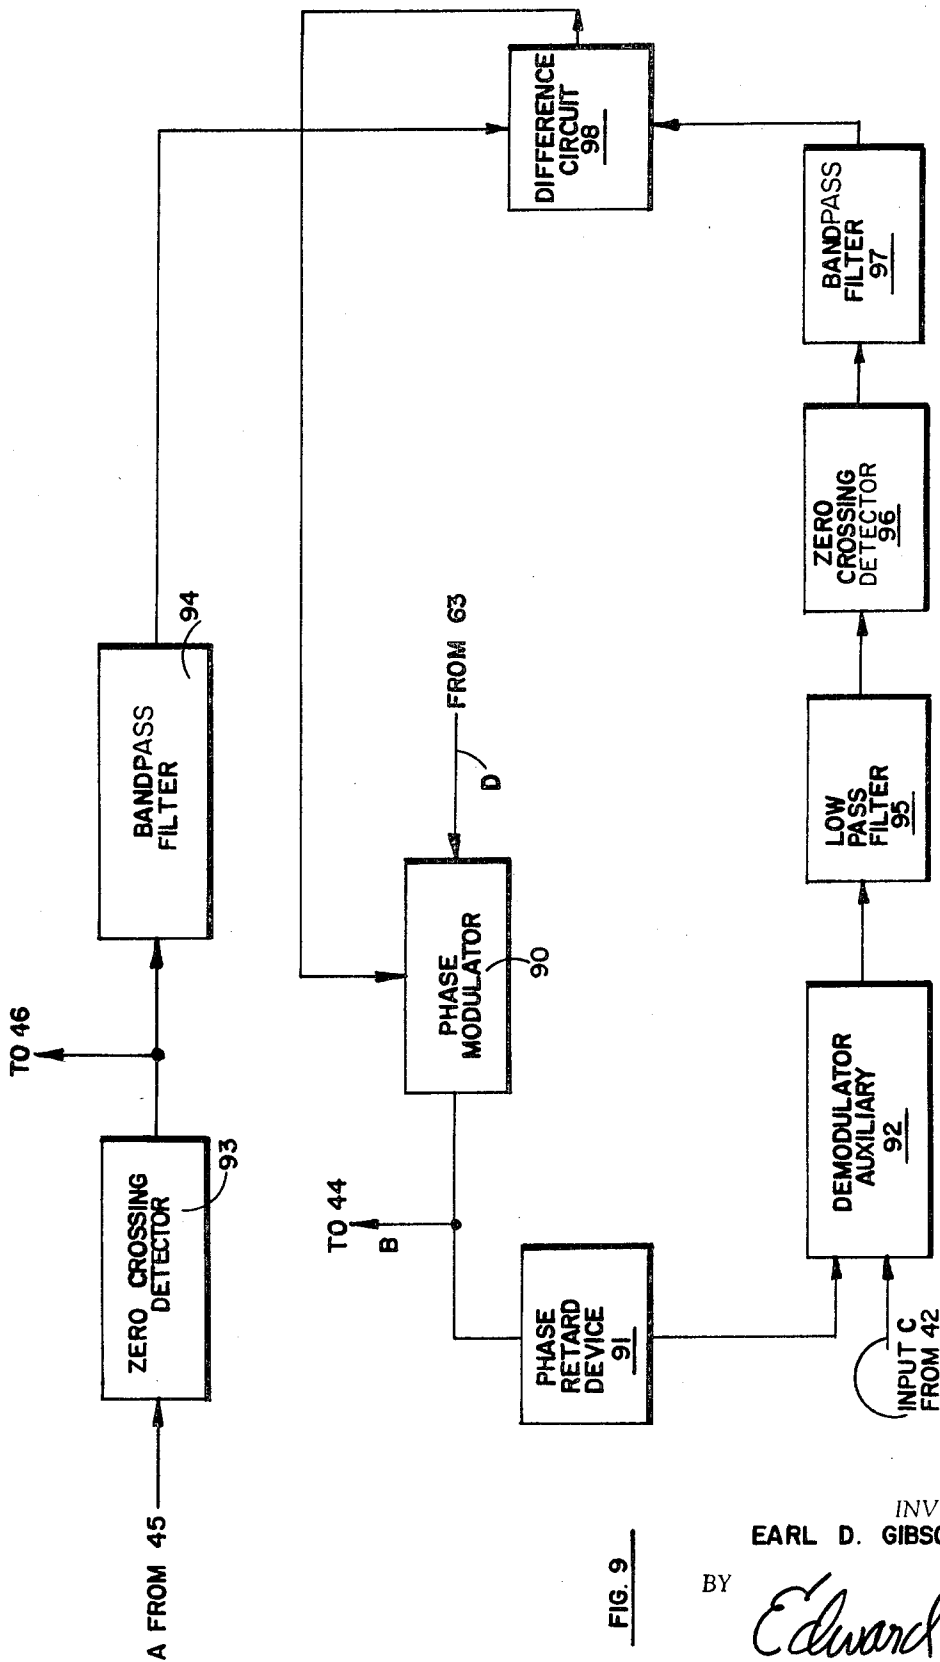 A FROM 45
ZERO CROSSING
DETECTOR
93
TO 46
BANDPASS
FILTER
94
TO 44
B
PHASE
MODULATOR
90
D
FROM 63
DIFFERENCE
CIRCUIT
98
PHASE
RETARD
DEVICE
91
INPUT C
FROM 42
DEMODULATOR
AUXILIARY
92
LOW
PASS
FILTER
95
ZERO
CROSSING
DETECTOR
96
BANDPASS
FILTER
97
FIG. 9
INV
EARL D. GIBSO
BY
Edward